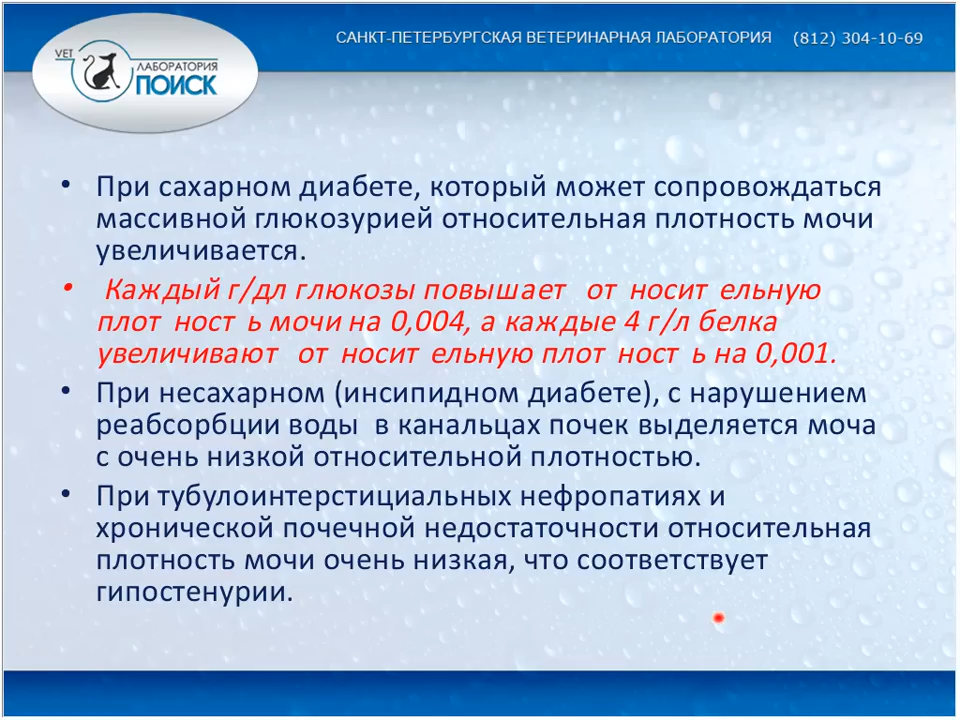 САНКТ-ПЕТЕРБУРГСКАЯ ВЕТЕРИНАРНАЯ ЛАБОРАТОРИЯ (812) 304-10-69
VET
ЛАБОРАТОРИЯ
ПОИСК
• При сахарном диабете, который может сопровождаться
массивной глюкозурией относительная плотность мочи
увеличивается.
• Каждый г/дл глюкозы повышает от носит ельную
плот ност ь мочи на 0,004, а каждые 4 г/л белка
увеличивают от носит ельную плот ност ь на 0,001.
• При несахарном (инсипидном диабете), с нарушением
реабсорбции воды в канальцах почек выделяется моча
с очень низкой относительной плотностью.
• При тубулоинтерстициальных нефропатиях и
хронической почечной недостаточности относительная
плотность мочи очень низкая, что соответствует
гипостенурии.